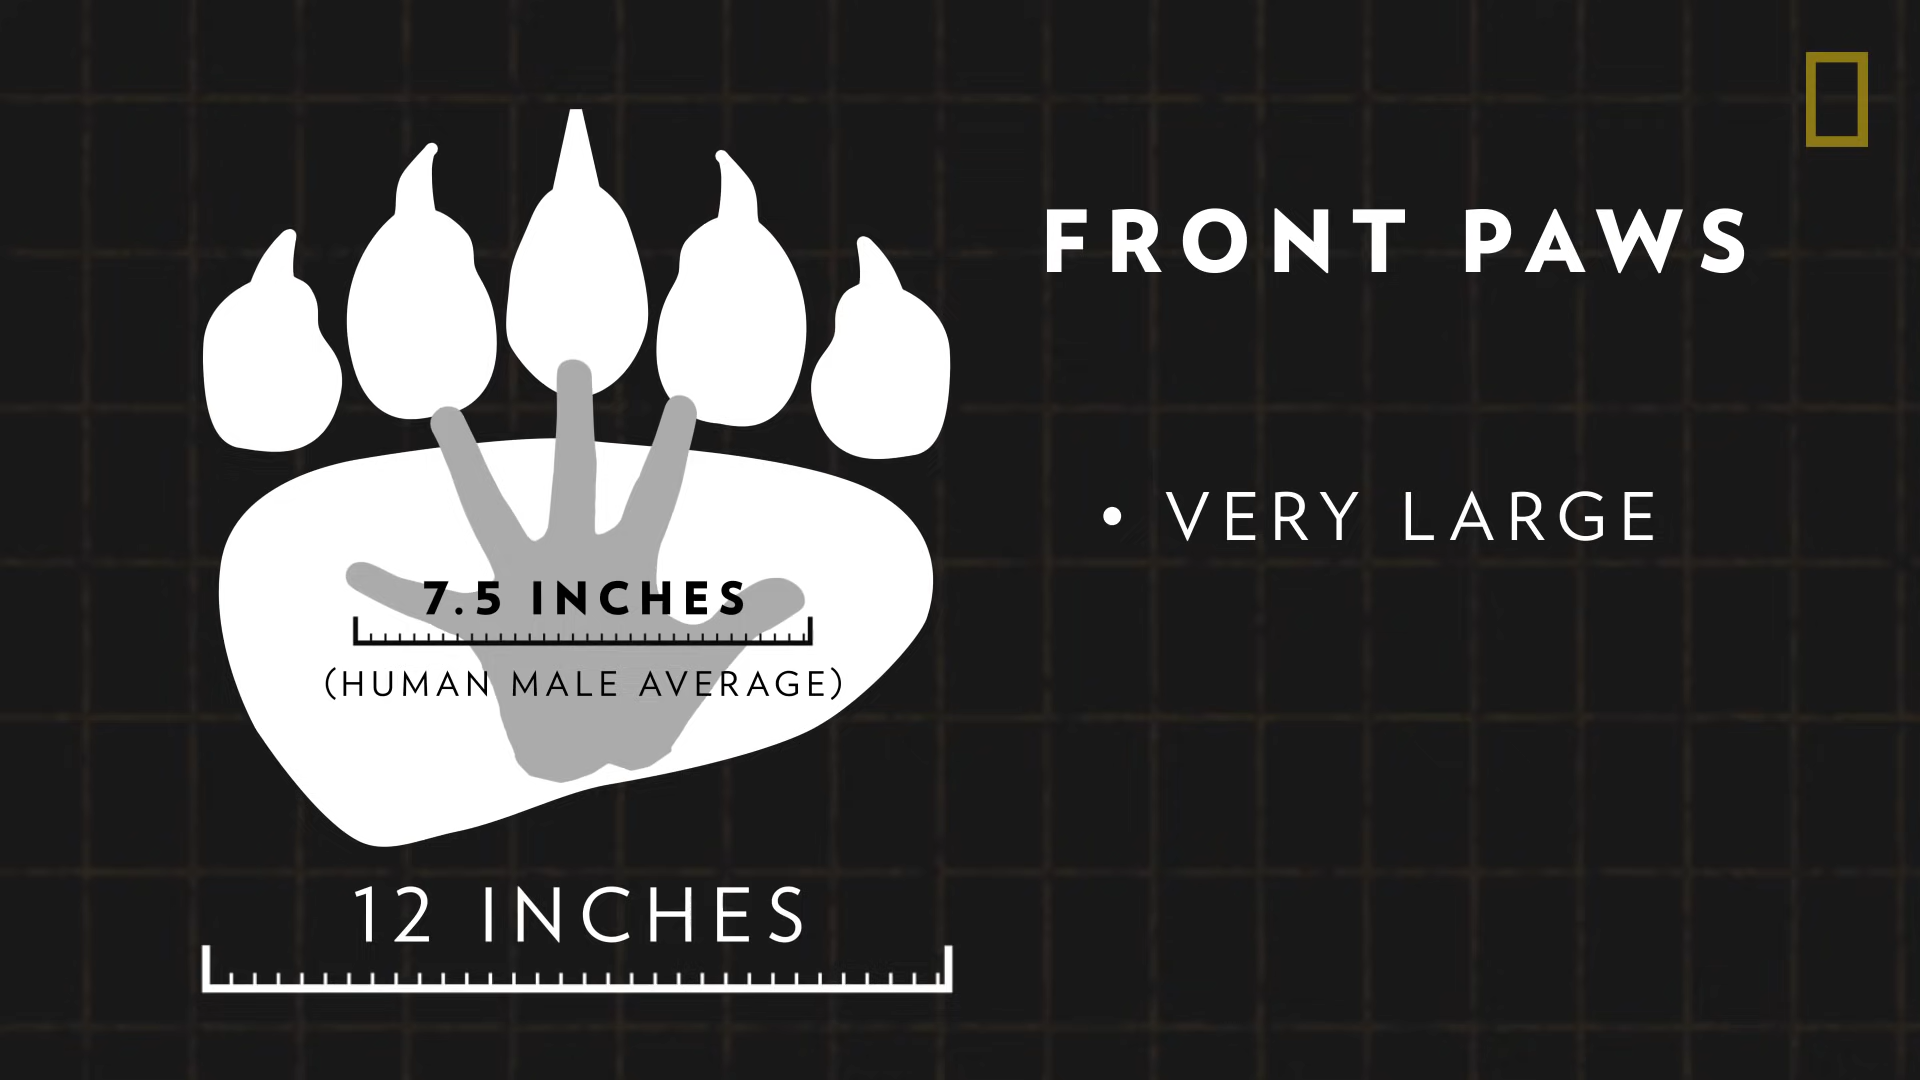 FRONT PAWS
• VERY LARGE
7.5 INCHES
(HUMAN MALE AVERAGE)
12 INCHES